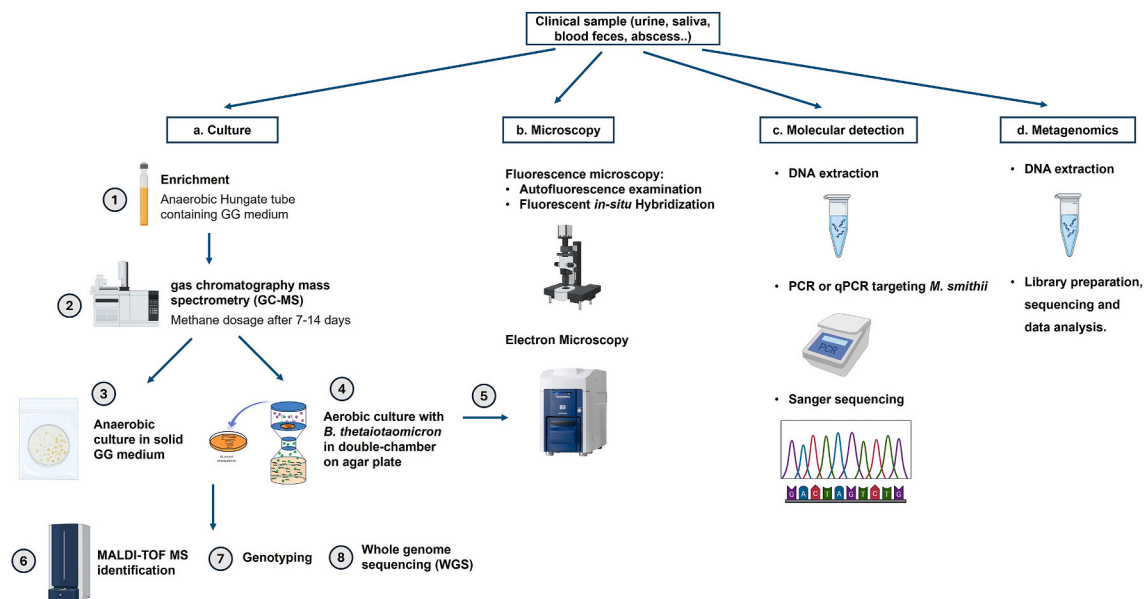 Clinical sample (urine, saliva,
blood feces, abscess..)
a. Culture
b. Microscopy
c. Molecular detection
d. Metagenomics
1
Enrichment
Anaerobic Hungate tube
containing GG medium
2
gas chromatography mass
spectrometry (GC-MS)
Methane dosage after 7-14 days
3
Anaerobic
culture in solid
GG medium
4
Aerobic culture with
B. thetaiotaomicron
in double-chamber
on agar plate
5
6
MALDI-TOF MS
identification
7
Genotyping
8
Whole genome
sequencing (WGS)
Fluorescence microscopy:
• Autofluorescence examination
• Fluorescent in-situ Hybridization
Electron Microscopy
• DNA extraction
• PCR or qPCR targeting M. smithii
PCR
• Sanger sequencing
G A C T A G T C T G
• DNA extraction
• Library preparation,
sequencing and
data analysis.